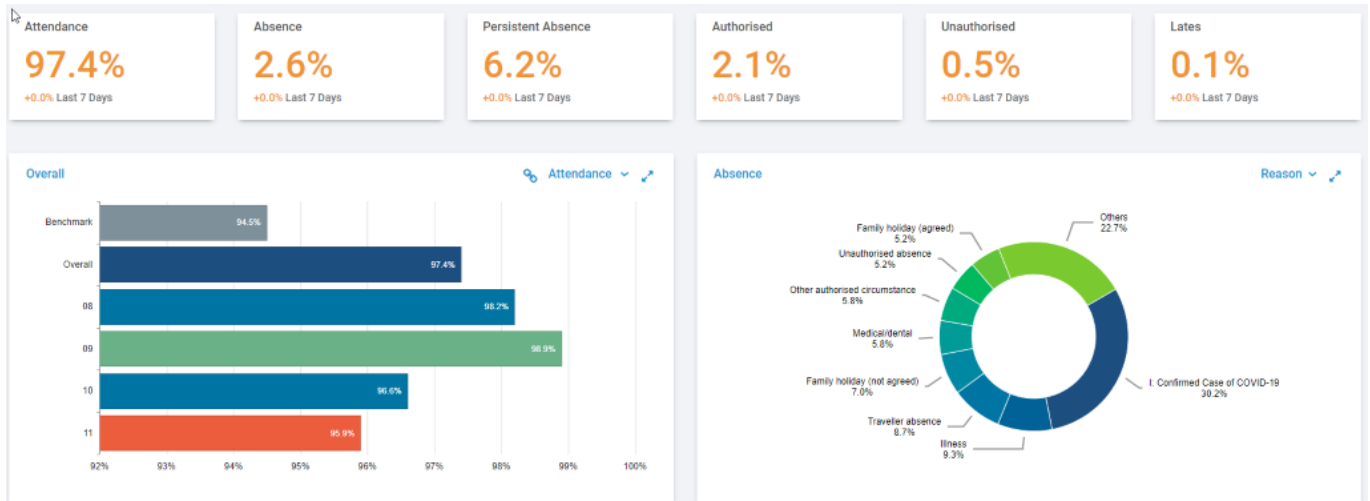 Attendance
97.4%
+0.0% Last 7 Days
Absence
2.6%
+0.0% Last 7 Days
Persistent Absence
6.2%
+0.0% Last 7 Days
Authorised
2.1%
+0.0% Last 7 Days
Unauthorised
0.5%
+0.0% Last 7 Days
Lates
0.1%
+0.0% Last 7 Days
Overall
Attendance
Benchmark
94.5%
Overall
97.4%
08
98.2%
09
98.9%
10
96.6%
11
95.9%
92% 93% 94% 95% 96% 97% 98% 99% 100%
Absence
Reason
Others
22.7%
Family holiday (agreed)
5.2%
Unauthorised absence
5.2%
Other authorised circumstance
5.8%
Medical/dental
5.8%
Family holiday (not agreed)
7.0%
Traveller absence
8.7%
Illness
9.3%
I: Confirmed Case of COVID-19
30.2%